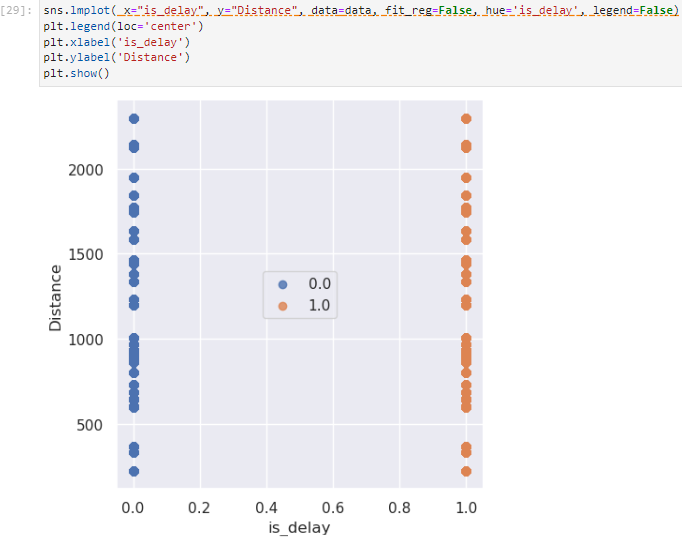 [29]: sns.lmplot( x="is_delay", y="Distance", data=data, fit_reg=False, hue='is_delay', legend=False)
plt.legend(loc='center')
plt.xlabel('is_delay')
plt.ylabel('Distance')
plt.show()
2000
1500
1000
500
Distance
0.0
1.0
0.0 0.2 0.4 0.6 0.8 1.0
is_delay